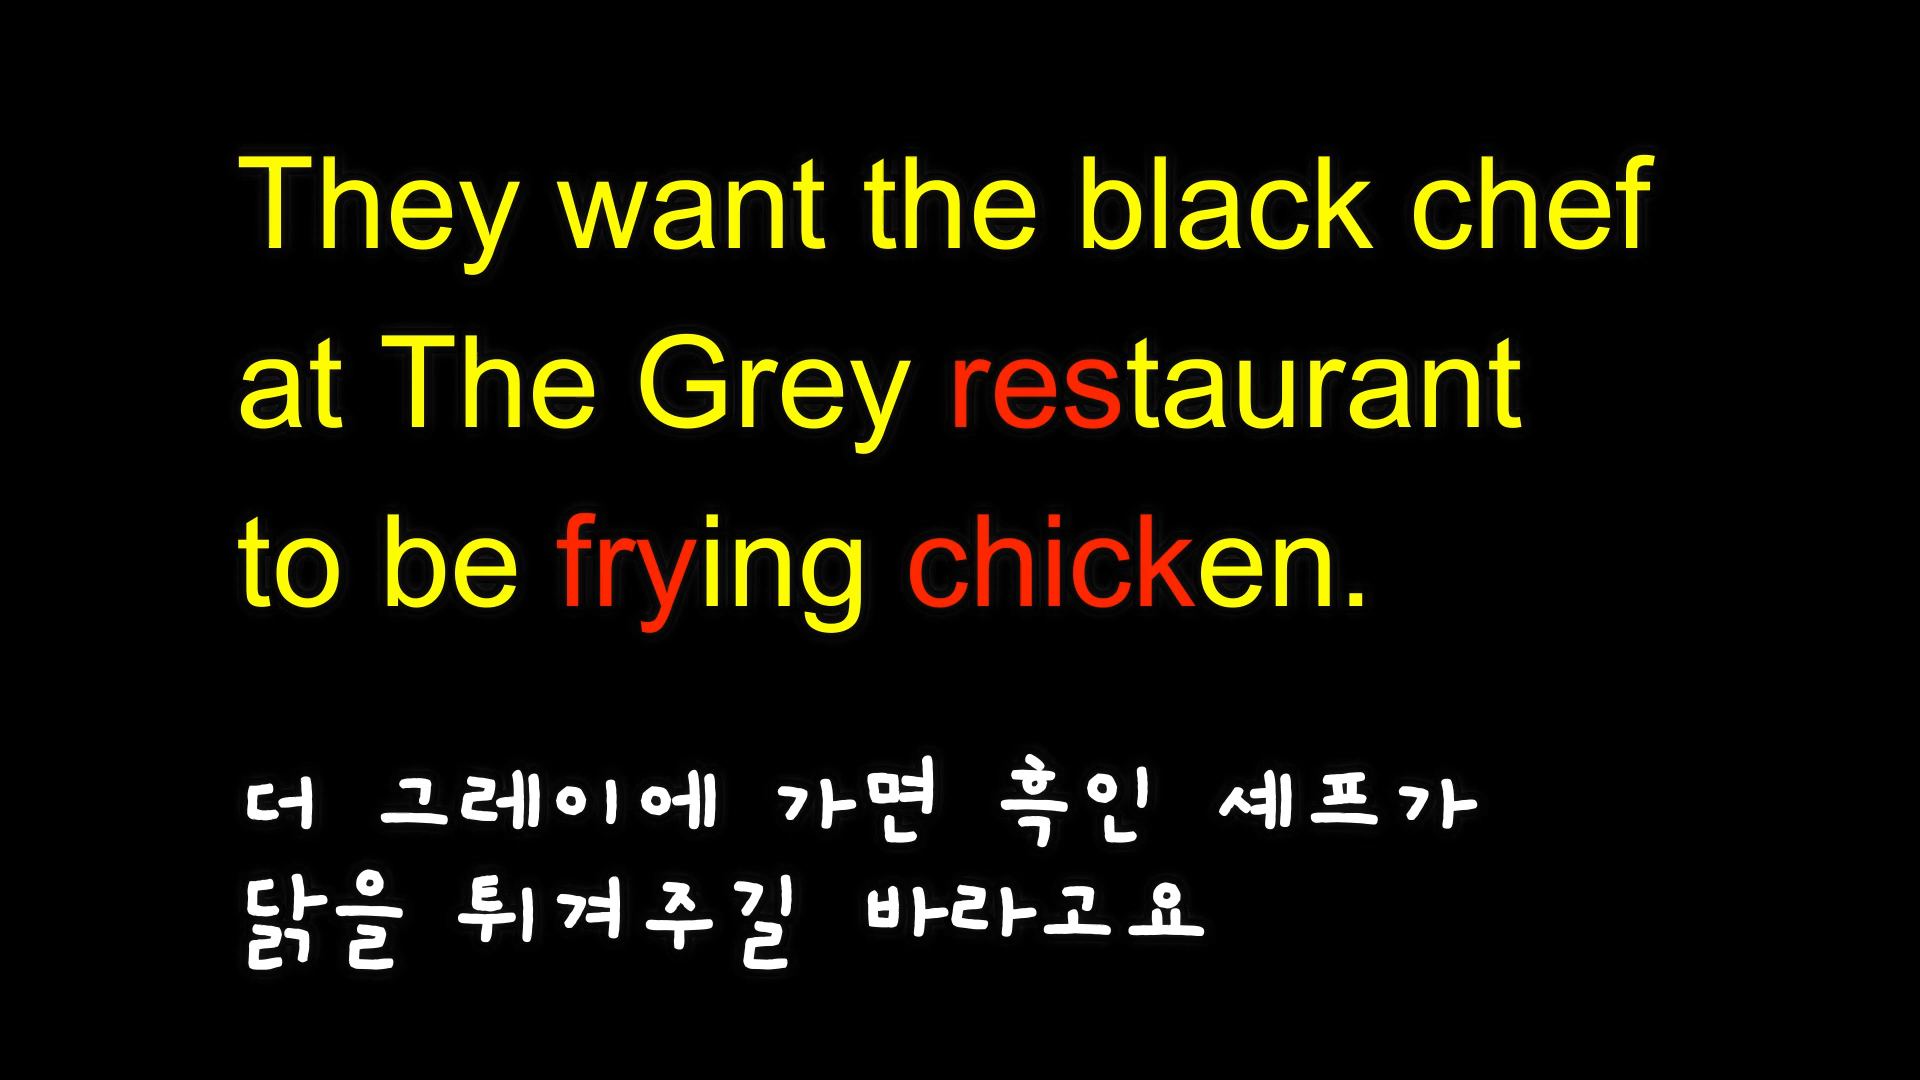 They want the black chef
at The Grey restaurant
to be frying chicken.
더 그레이에 가면 흑인 셰프가
닭을 튀겨주길 바라고요